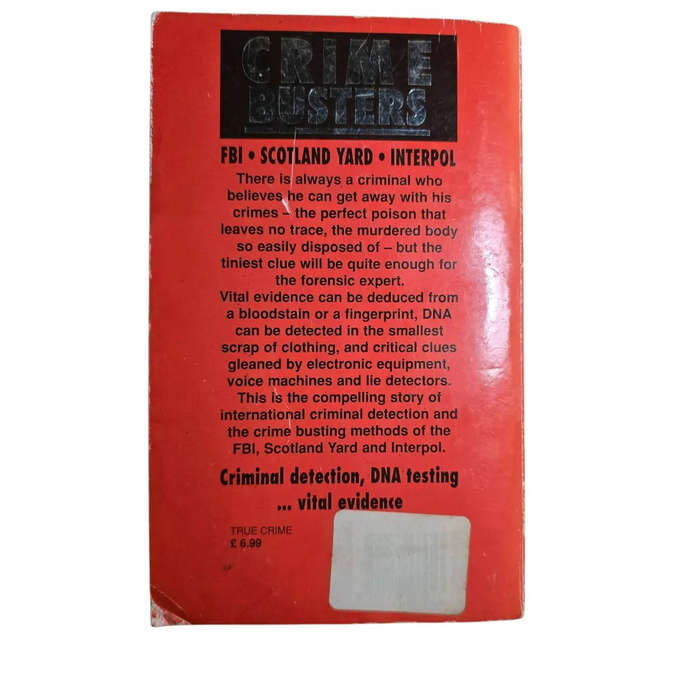 CRIME
BUSTERS
FBI • SCOTLAND YARD • INTERPOL
There is always a criminal who
believes he can get away with his
crimes – the perfect poison that
leaves no trace, the murdered body
so easily disposed of – but the
tiniest clue will be quite enough for
the forensic expert.
Vital evidence can be deduced from
a bloodstain or a fingerprint, DNA
can be detected in the smallest
scrap of clothing, and critical clues
gleaned by electronic equipment,
voice machines and lie detectors.
This is the compelling story of
international criminal detection and
the crime busting methods of the
FBI, Scotland Yard and Interpol.
Criminal detection, DNA testing
... vital evidence
TRUE CRIME
£ 6.99